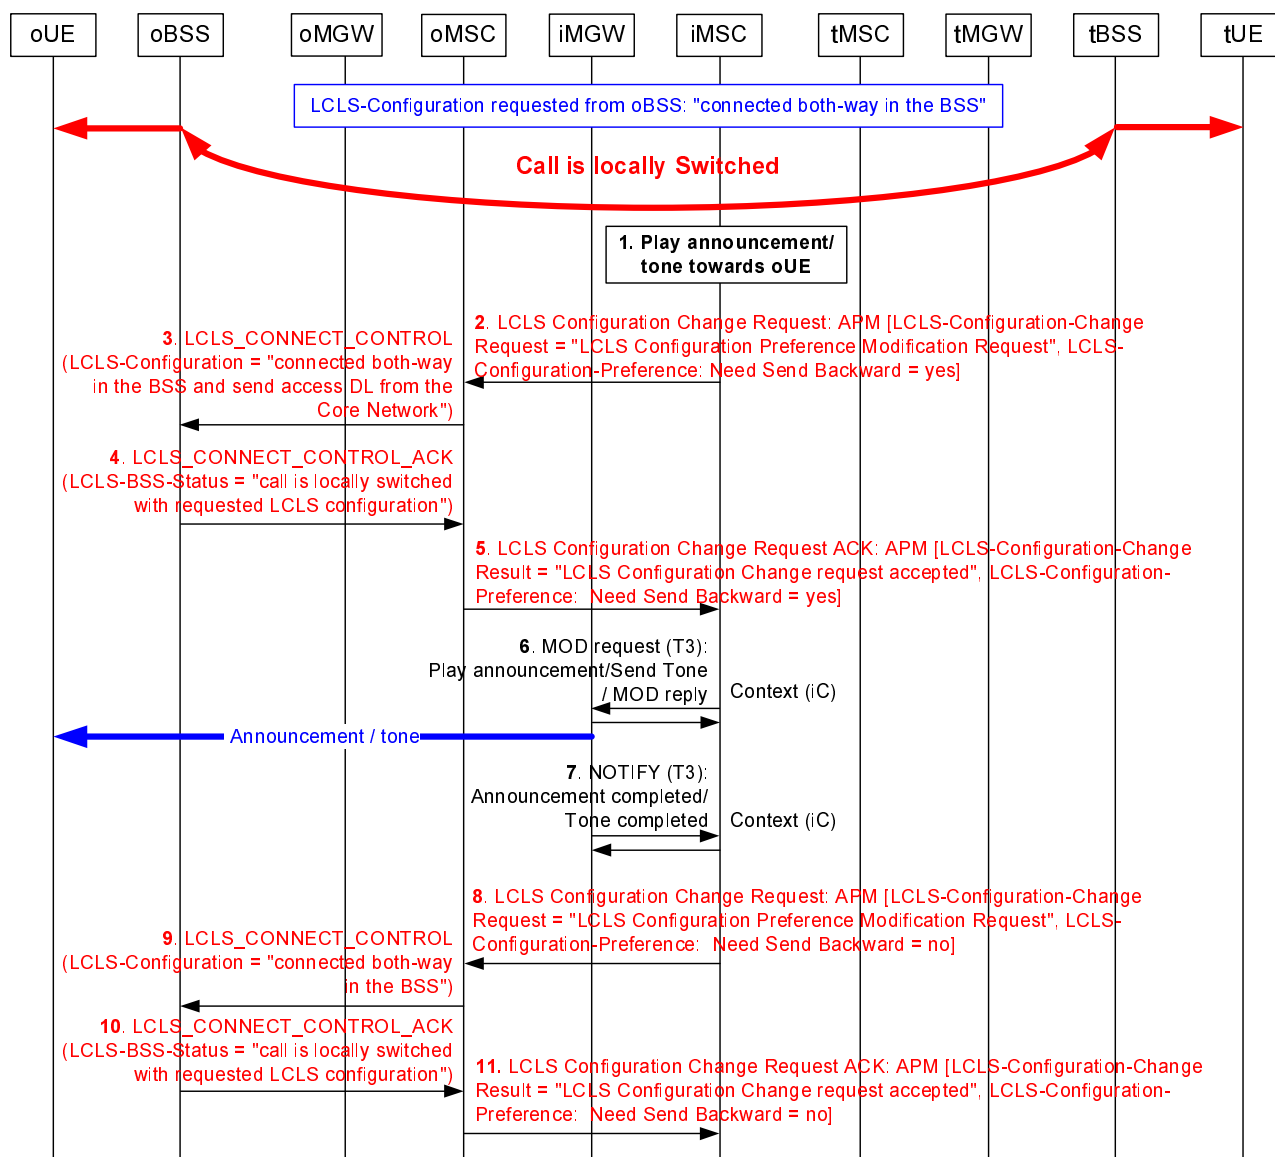 oUE
oBSS
oMGW
oMSC
iMGW
iMSC
tMSC
tMGW
tBSS
tUE
LCLS-Configuration requested from oBSS: "connected both-way in the BSS"
Call is locally Switched
1. Play announcement/
tone towards oUE
2. LCLS Configuration Change Request: APM [LCLS-Configuration-Change
Request = "LCLS Configuration Preference Modification Request", LCLS-
Configuration-Preference: Need Send Backward = yes]
3. LCLS_CONNECT_CONTROL
(LCLS-Configuration = "connected both-way
in the BSS and send access DL from the
Core Network")
4. LCLS_CONNECT_CONTROL_ACK
(LCLS-BSS-Status = "call is locally switched
with requested LCLS configuration")
5. LCLS Configuration Change Request ACK: APM [LCLS-Configuration-Change
Result = "LCLS Configuration Change request accepted", LCLS-Configuration-
Preference: Need Send Backward = yes]
6. MOD request (T3):
Play announcement/Send Tone
/ MOD reply
Context (iC)
Announcement / tone
7. NOTIFY (T3):
Announcement completed/
Tone completed
Context (iC)
8. LCLS Configuration Change Request: APM [LCLS-Configuration-Change
Request = "LCLS Configuration Preference Modification Request", LCLS-
Configuration-Preference: Need Send Backward = no]
9. LCLS_CONNECT_CONTROL
(LCLS-Configuration = "connected both-way
in the BSS")
10. LCLS_CONNECT_CONTROL_ACK
(LCLS-BSS-Status = "call is locally switched
with requested LCLS configuration")
11. LCLS Configuration Change Request ACK: APM [LCLS-Configuration-Change
Result = "LCLS Configuration Change request accepted", LCLS-Configuration-
Preference: Need Send Backward = no]